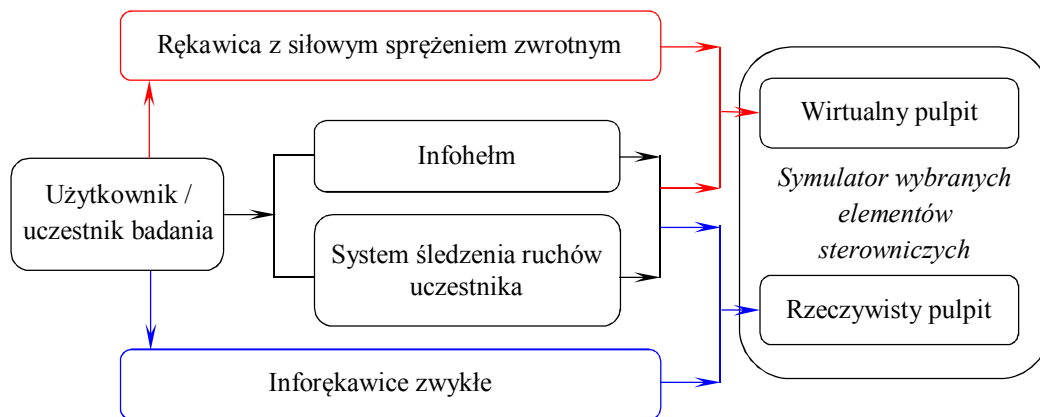 Rękawica z siłowym sprężeniem zwrotnym
Infohełm
Użytkownik /
uczestnik badania
System śledzenia ruchów
uczestnika
Inforękawice zwykłe
Wirtualny pulpit
Symulator wybranych
elementów
sterowniczych
Rzeczywisty pulpit